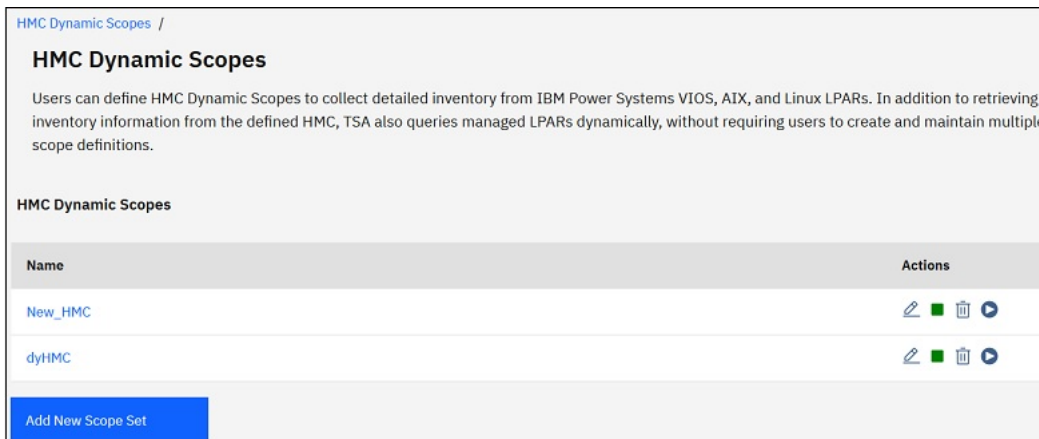 HMC Dynamic Scopes /
HMC Dynamic Scopes
Users can define HMC Dynamic Scopes to collect detailed inventory from IBM Power Systems VIOS, AIX, and Linux LPARs. In addition to retrieving
inventory information from the defined HMC, TSA also queries managed LPARs dynamically, without requiring users to create and maintain multiple
scope definitions.
HMC Dynamic Scopes
Name Actions
New_HMC
dyHMC
Add New Scope Set